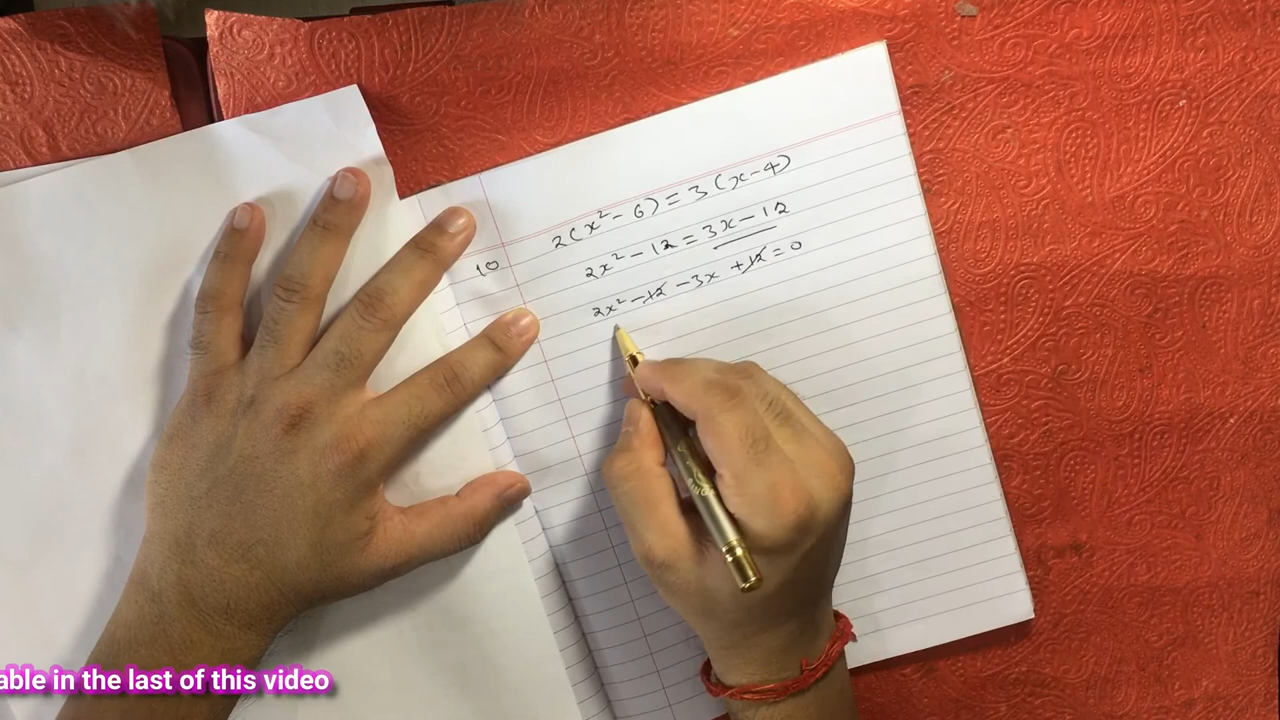 2(x² - 6) = 3(x - 4)
10
2x² - 12 = 3x - 12
2x² - 12 - 3x + 12 = 0
able in the last of this video